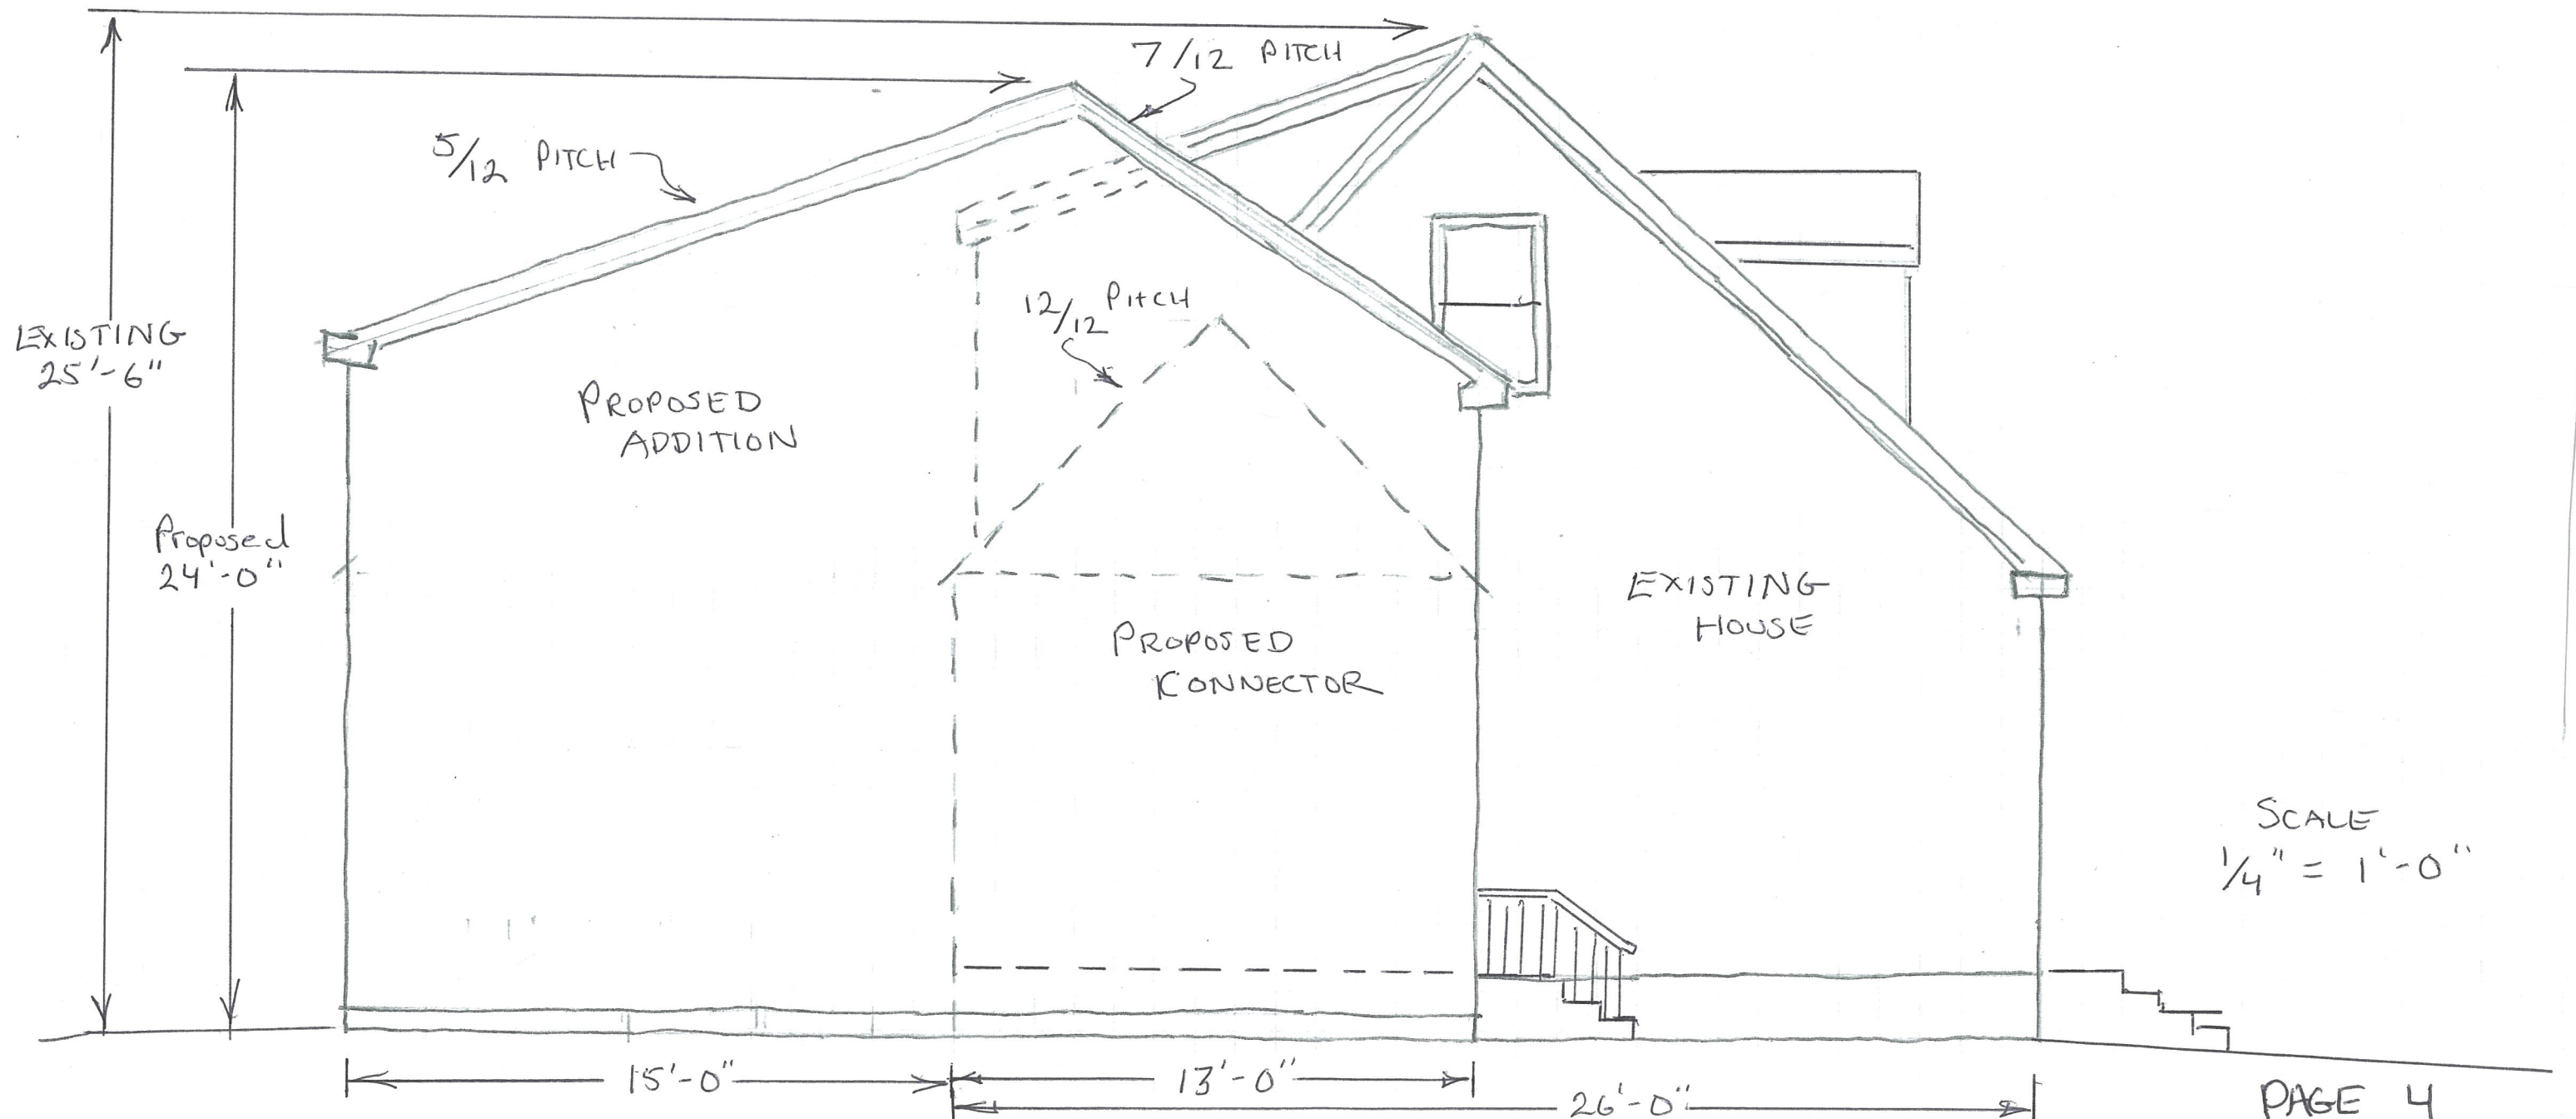 7/12 PITCH
5/12 PITCH
12/12 PITCH
EXISTING
25'-6"
PROPOSED
ADDITION
Proposed
24'-0"
EXISTING
HOUSE
PROPOSED
CONNECTOR
SCALE
1/4" = 1'-0"
15'-0"
13'-0"
26'-0"
PAGE 4